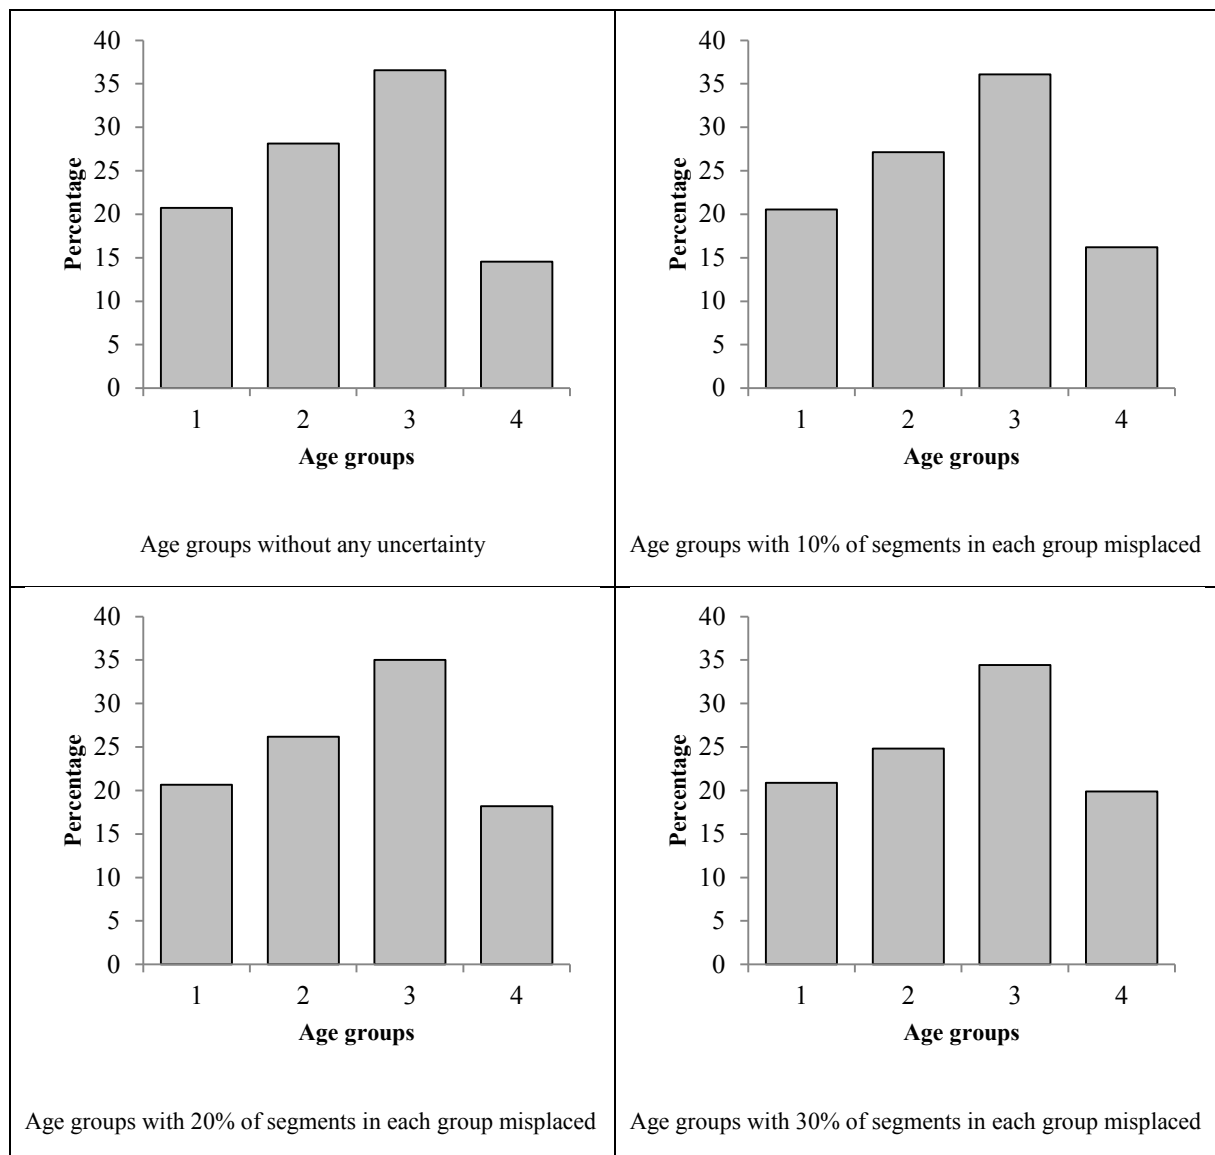 40
35
30
25
20
15
10
5
0
Percentage
1 2 3 4
Age groups
Age groups without any uncertainty
40
35
30
25
20
15
10
5
0
Percentage
1 2 3 4
Age groups
Age groups with 10% of segments in each group misplaced
40
35
30
25
20
15
10
5
0
Percentage
1 2 3 4
Age groups
Age groups with 20% of segments in each group misplaced
40
35
30
25
20
15
10
5
0
Percentage
1 2 3 4
Age groups
Age groups with 30% of segments in each group misplaced